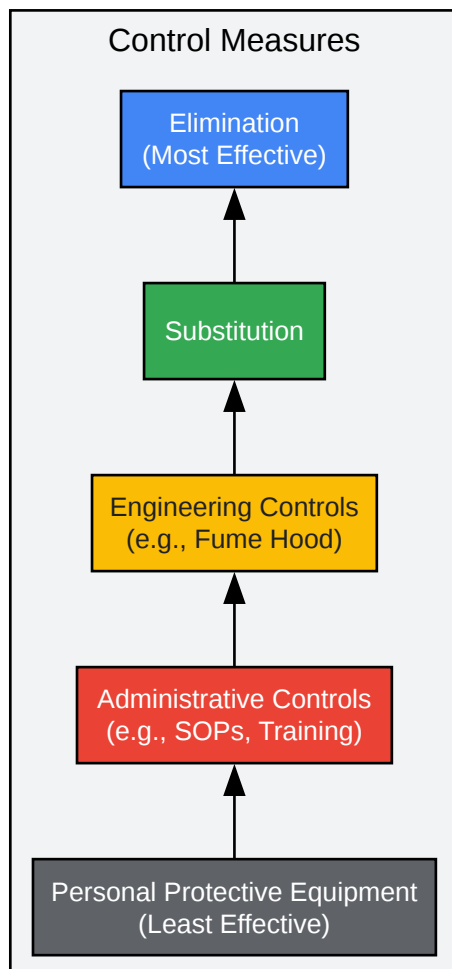 Control Measures
Elimination
(Most Effective)
Substitution
Engineering Controls
(e.g., Fume Hood)
Administrative Controls
(e.g., SOPs, Training)
Personal Protective Equipment
(Least Effective)